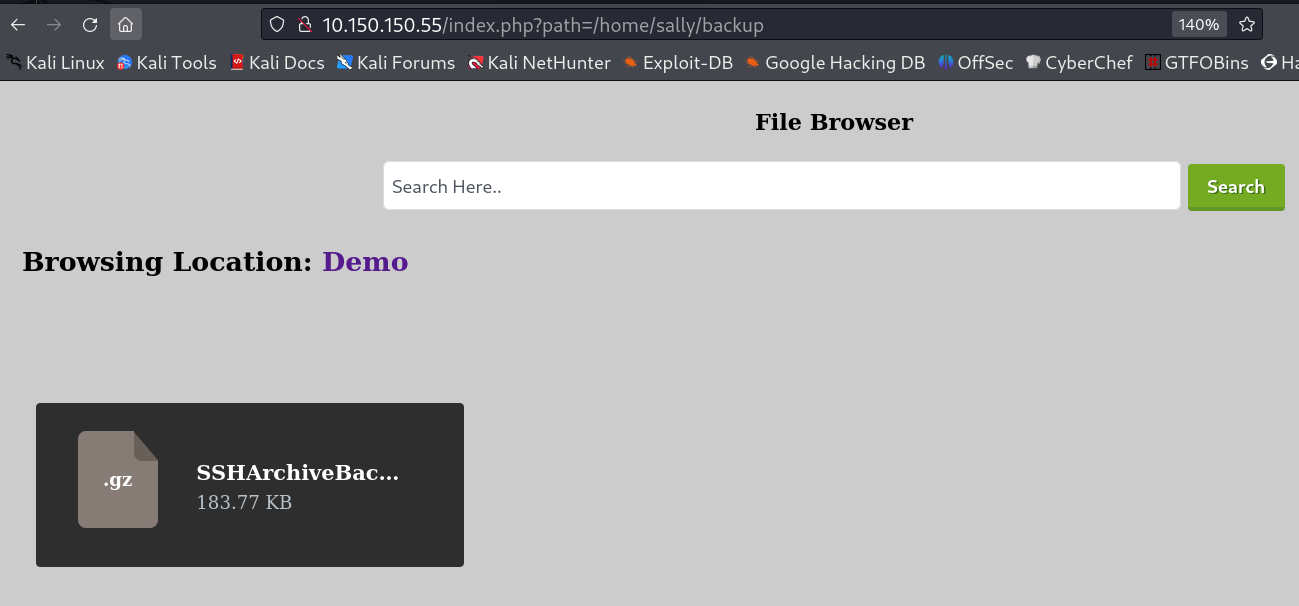 10.150.150.55/index.php?path=/home/sally/backup 140%
Kali Linux Kali Tools Kali Docs Kali Forums Kali NetHunter Exploit-DB Google Hacking DB OffSec CyberChef GTFOBins Ha
File Browser
Search Here.. Search
Browsing Location: Demo
.gz
SSHArchiveBac...
183.77 KB